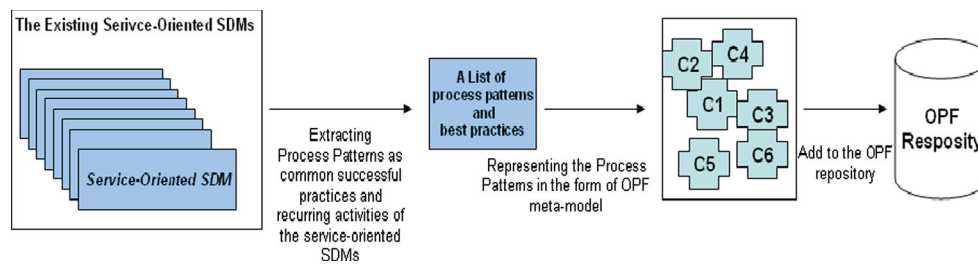 The Existing Serivce-Oriented SDMs
Service-Oriented SDM
Extracting
Process Patterns as
common successful
practices and
recurring activities of
the service-oriented
SDMs
A List of
process patterns
and
best practices
Representing the Process
Patterns in the form of OPF
meta-model
C2
C4
C1
C3
C5
C6
Add to the OPF
repository
OPF
Resposity